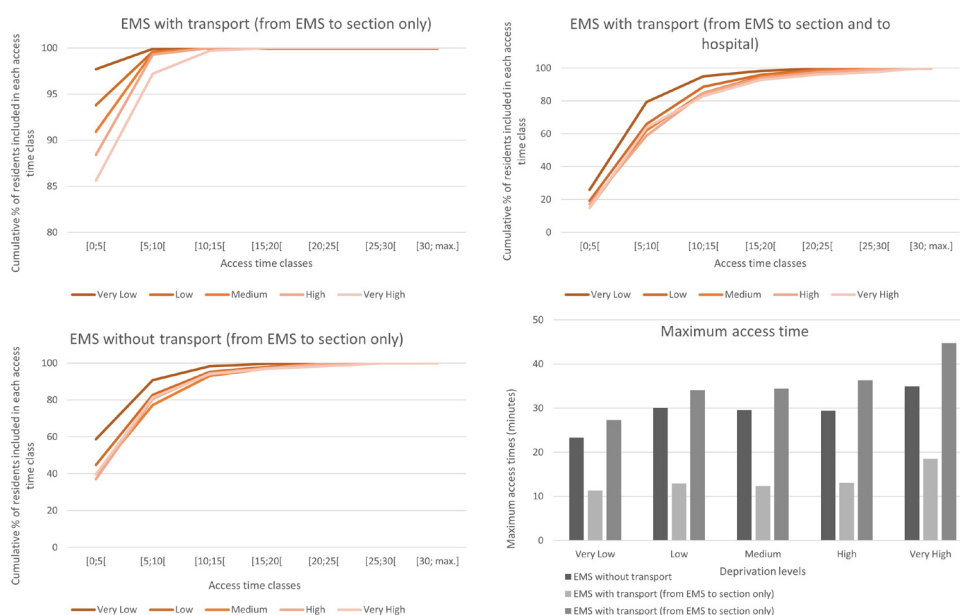 EMS with transport (from EMS to section only)
Cumulative % of residents included in each access
time class
100
95
90
85
80
[0;5[ [5;10[ [10;15[ [15;20[ [20;25[ [25;30[ [30; max.]
Access time classes
Very Low Low Medium High Very High
EMS with transport (from EMS to section and to
hospital)
Cumulative % of residents included in each access
time class
100
80
60
40
20
0
[0;5[ [5;10[ [10;15[ [15;20[ [20;25[ [25;30[ [30; max.]
Access time classes
Very Low Low Medium High Very High
EMS without transport (from EMS to section only)
Cumulative % of residents included in each access
time class
100
80
60
40
20
0
[0;5[ [5;10[ [10;15[ [15;20[ [20;25[ [25;30[ [30; max.]
Access time classes
Very Low Low Medium High Very High
Maximum access time
Maximum access times (minutes)
50
40
30
20
10
0
Very Low Low Medium High Very High
Deprivation levels
EMS without transport
EMS with transport (from EMS to section only)
EMS with transport (from EMS to section only)